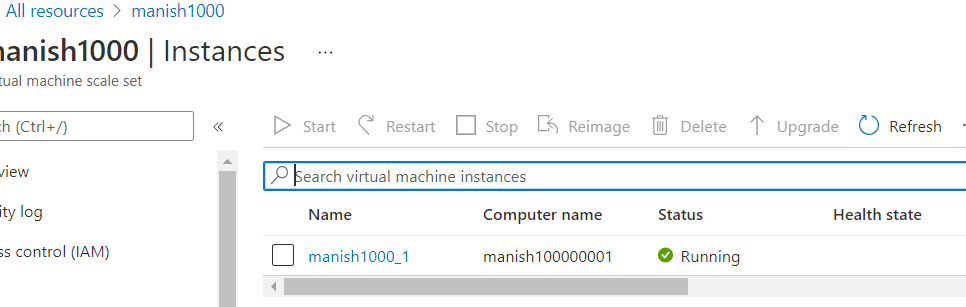 All resources > manish1000
manish1000 | Instances ...
tual machine scale set
ch (Ctrl+/) «
Start Restart Stop Reimage Delete Upgrade Refresh
view
Search virtual machine instances
ity log
Name Computer name Status Health state
ss control (IAM)
manish1000_1 manish100000001 Running